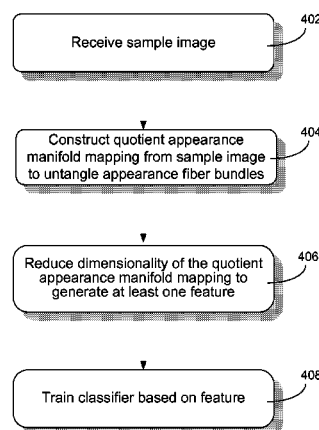 402
Receive sample image
404
Construct quotient appearance
manifold mapping from sample image
to untangle appearance fiber bundles
406
Reduce dimensionality of the quotient
appearance manifold mapping to
generate at least one feature
408
Train classifier based on feature